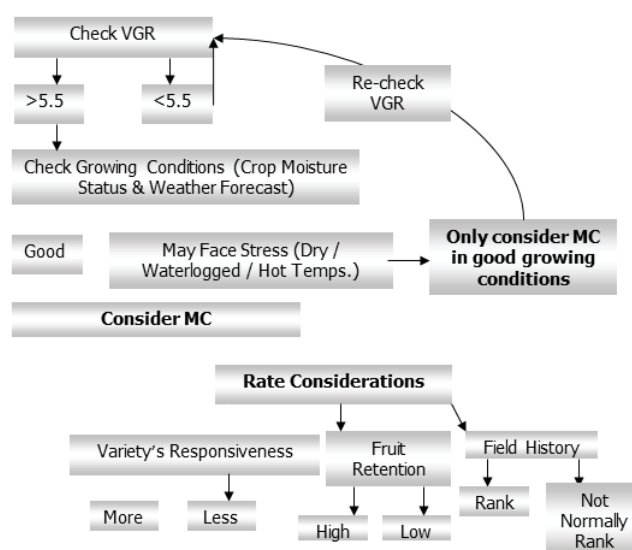 Check VGR
>5.5
<5.5
Re-check
VGR
Check Growing Conditions (Crop Moisture
Status & Weather Forecast)
Good
May Face Stress (Dry /
Waterlogged / Hot Temps.)
Only consider MC
in good growing
conditions
Consider MC
Rate Considerations
Variety's Responsiveness
More
Less
Fruit
Retention
High
Low
Field History
Rank
Not
Normally
Rank